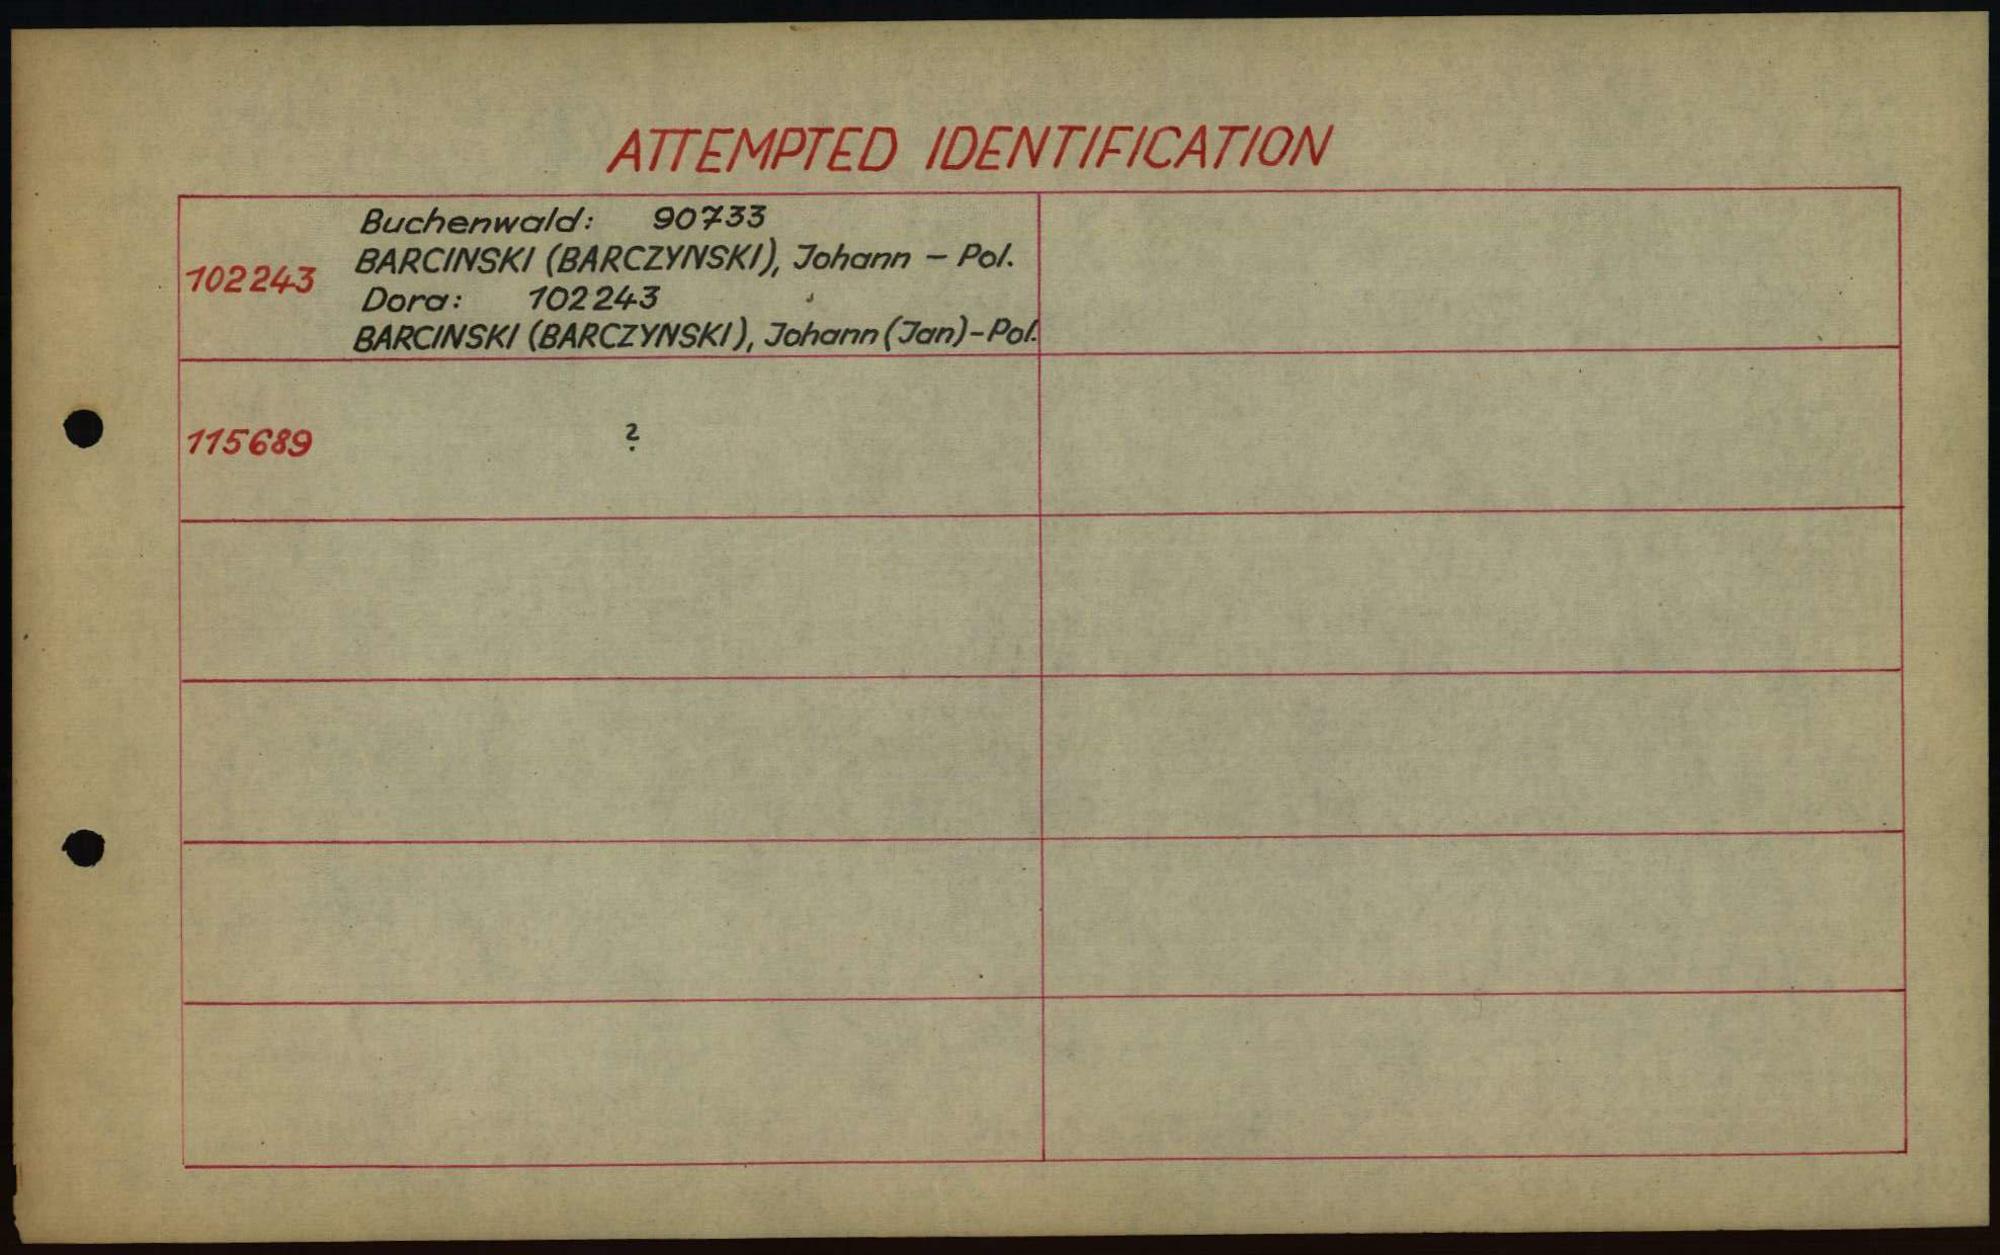 ATTEMPTED IDENTIFICATION
Buchenwald: 90733
BARCINSKI (BARCZYNSKI), Johann - Pol.
102243
Dora: 102243
BARCINSKI (BARCZYNSKI), Johann (Jan) - Pol.
115689 ?